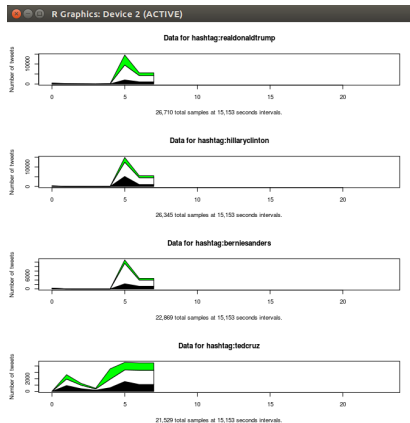 R Graphics: Device 2 (ACTIVE)
Data for hashtag:realdonaldtrump
Number of tweets
0 10000
0 5 10 15 20
26,710 total samples at 15,153 seconds intervals.
Data for hashtag:hillaryclinton
Number of tweets
0 10000
0 5 10 15 20
26,345 total samples at 15,153 seconds intervals.
Data for hashtag:berniesanders
Number of tweets
0 6000
0 5 10 15 20
22,869 total samples at 15,153 seconds intervals.
Data for hashtag:tedcruz
Number of tweets
0 2000
0 5 10 15 20
21,529 total samples at 15,153 seconds intervals.